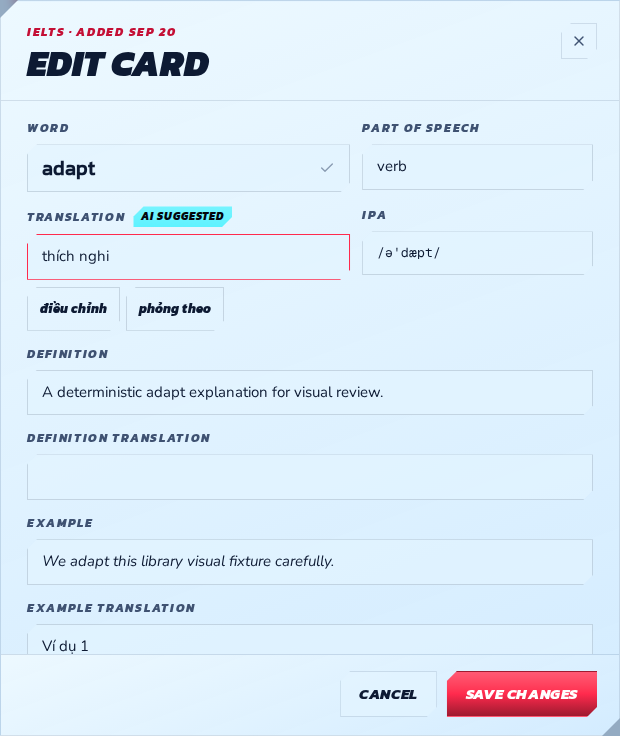 IELTS · ADDED SEP 20
EDIT CARD
WORD
adapt
PART OF SPEECH
verb
TRANSLATION AI SUGGESTED
thích nghi
IPA
/əˈdæpt/
điều chỉnh
phỏng theo
DEFINITION
A deterministic adapt explanation for visual review.
DEFINITION TRANSLATION
EXAMPLE
We adapt this library visual fixture carefully.
EXAMPLE TRANSLATION
Ví dụ 1
CANCEL
SAVE CHANGES